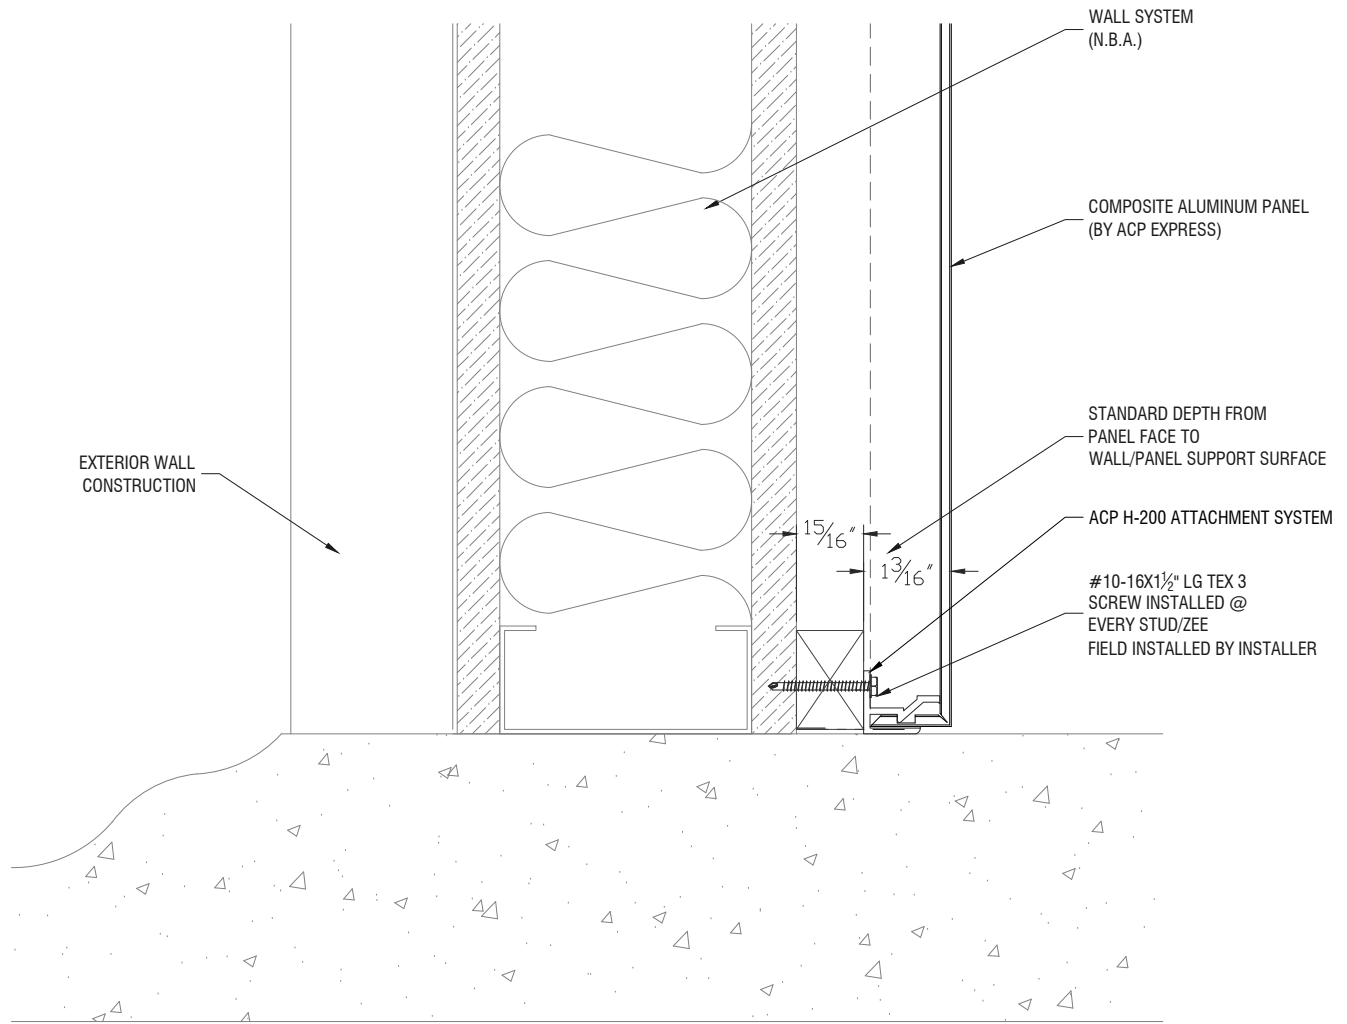 WALL SYSTEM
(N.B.A.)
COMPOSITE ALUMINUM PANEL
(BY ACP EXPRESS)
STANDARD DEPTH FROM
PANEL FACE TO
WALL/PANEL SUPPORT SURFACE
EXTERIOR WALL
CONSTRUCTION
ACP H-200 ATTACHMENT SYSTEM
15/16"
13/16"
#10-16X1½" LG TEX 3
SCREW INSTALLED @
EVERY STUD/ZEE
FIELD INSTALLED BY INSTALLER